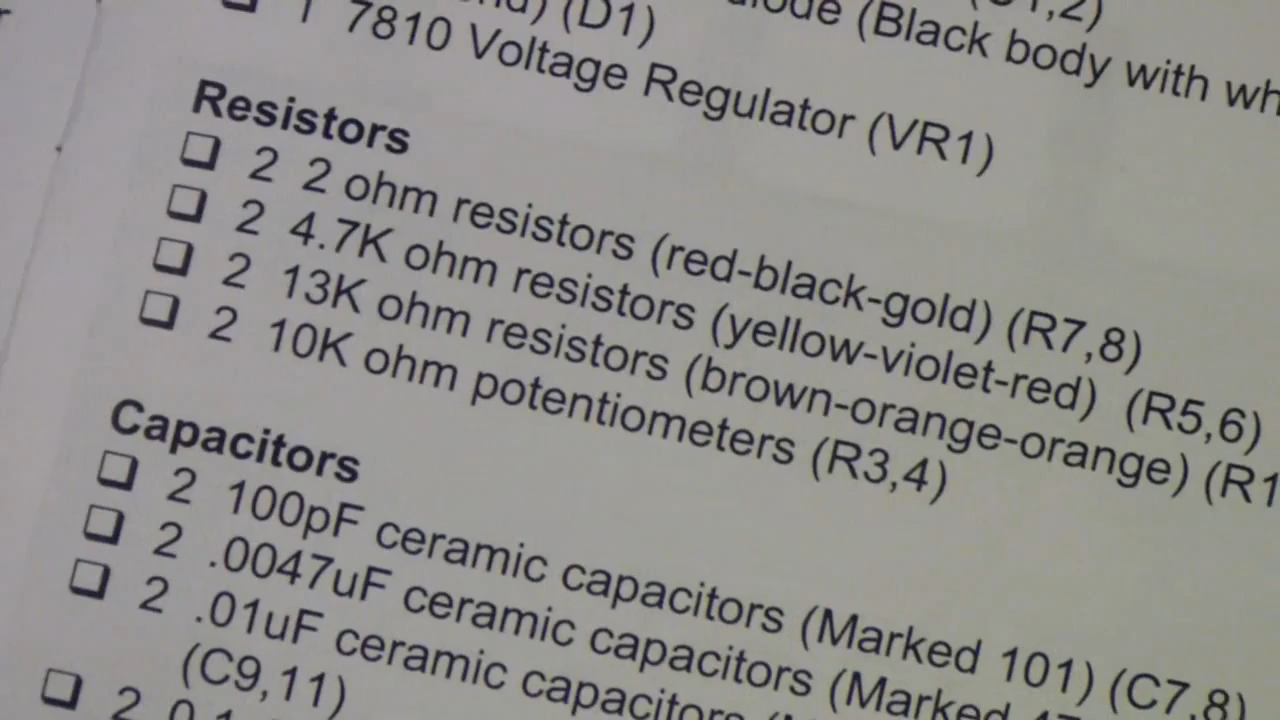 (D1)
(Black body with
1 7810 Voltage Regulator (VR1)
Resistors
❏ 2 2 ohm resistors (red-black-gold) (R7,8)
❏ 2 4.7K ohm resistors (yellow-violet-red) (R5,6)
❏ 2 13K ohm resistors (brown-orange-orange) (R1
❏ 2 10K ohm potentiometers (R3,4)
Capacitors
❏ 2 100pF ceramic capacitors (Marked 101) (C7,8)
❏ 2 .0047uF ceramic capacitors (Marked
❏ 2 .01uF ceramic capacitors
(C9,11)
❏ 2